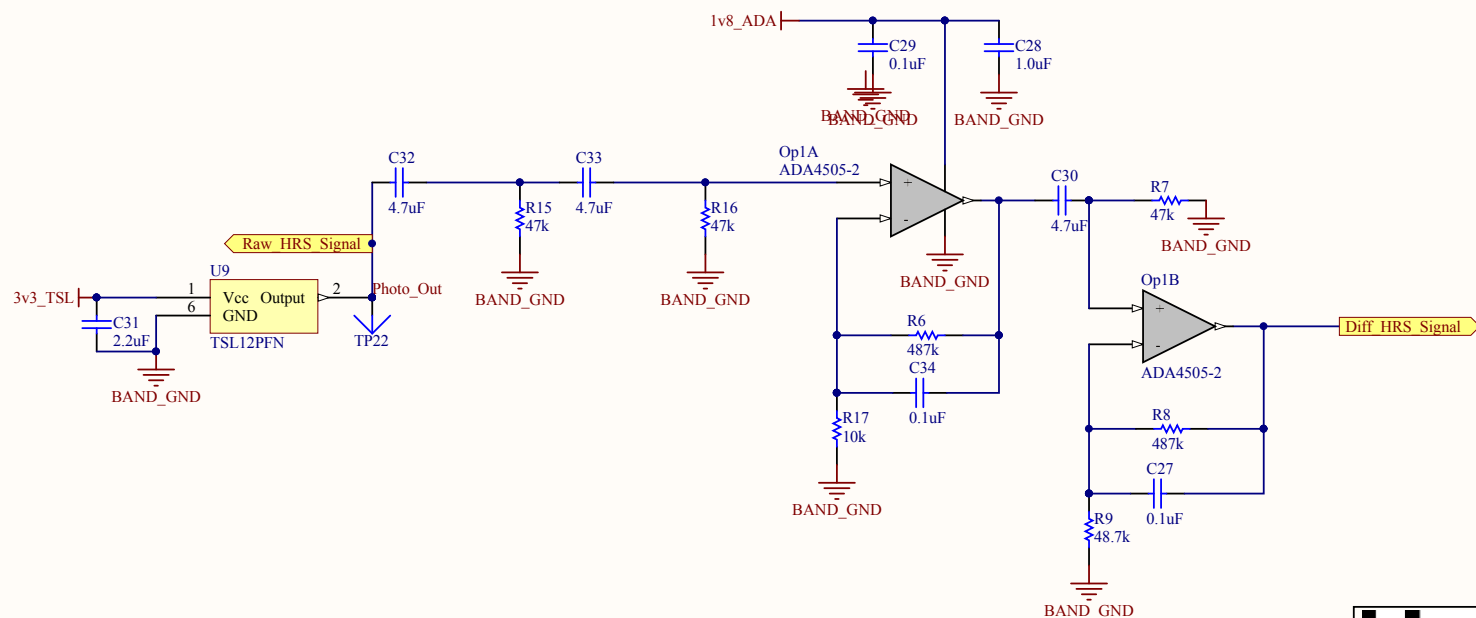 1v8_ADA
C29
0.1uF
C28
1.0uF
BAND_GND
BAND_GND
BAND_GND
C32
4.7uF
C33
4.7uF
R15
47k
R16
47k
BAND_GND
BAND_GND
Op1A
ADA4505-2
+
-
BAND_GND
C30
4.7uF
R7
47k
BAND_GND
Raw_HRS_Signal
U9
3v3_TSL
1
6
Vcc Output
GND
2
Photo_Out
C31
2.2uF
TSL12PFN
TP22
BAND_GND
R6
487k
C34
0.1uF
R17
10k
BAND_GND
Op1B
+
-
ADA4505-2
Diff_HRS_Signal
R8
487k
C27
0.1uF
R9
48.7k
BAND_GND